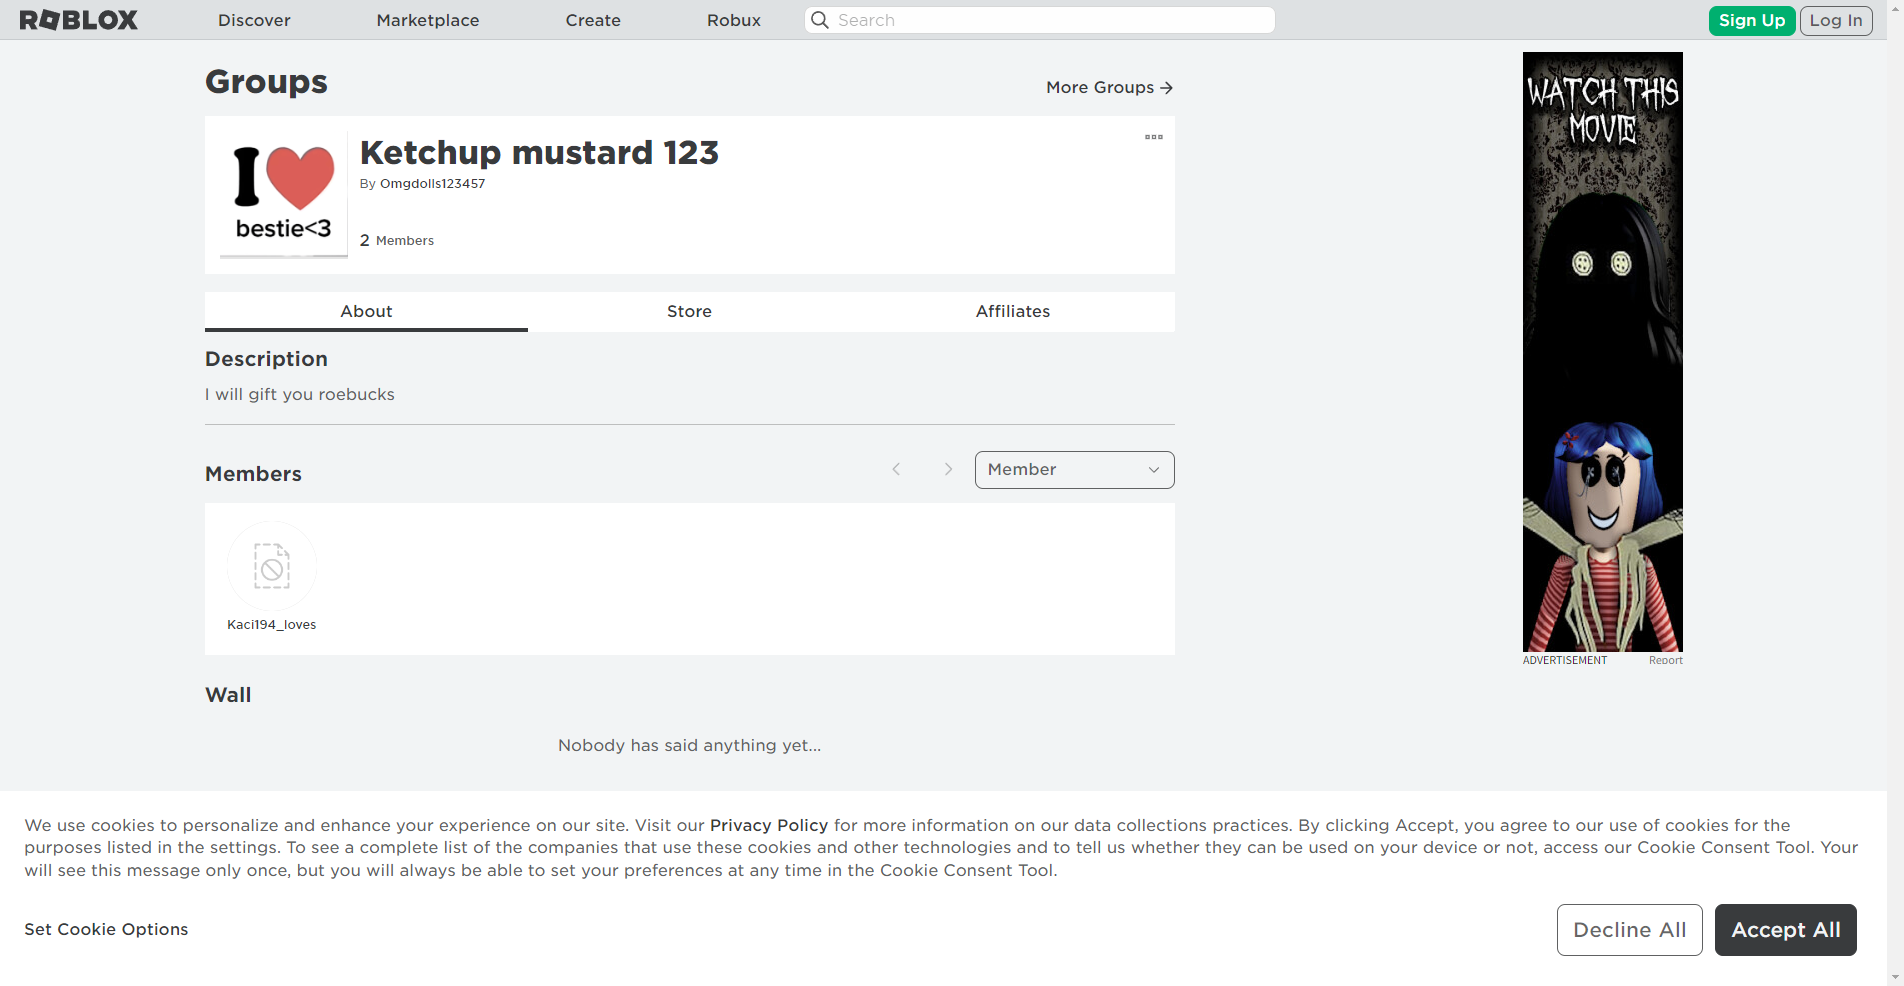 ROBLOX
Discover
Marketplace
Create
Robux
Search
Sign Up
Log In
Groups
More Groups
I
bestie<3
Ketchup mustard 123
By Omgdolls123457
2 Members
About
Store
Affiliates
Description
I will gift you roebucks
Members
Member
Kaci194_loves
Wall
Nobody has said anything yet...
WATCH THIS
MOVIE
ADVERTISEMENT
Report
We use cookies to personalize and enhance your experience on our site. Visit our Privacy Policy for more information on our data collections practices. By clicking Accept, you agree to our use of cookies for the
purposes listed in the settings. To see a complete list of the companies that use these cookies and other technologies and to tell us whether they can be used on your device or not, access our Cookie Consent Tool. Your
will see this message only once, but you will always be able to set your preferences at any time in the Cookie Consent Tool.
Set Cookie Options
Decline All
Accept All